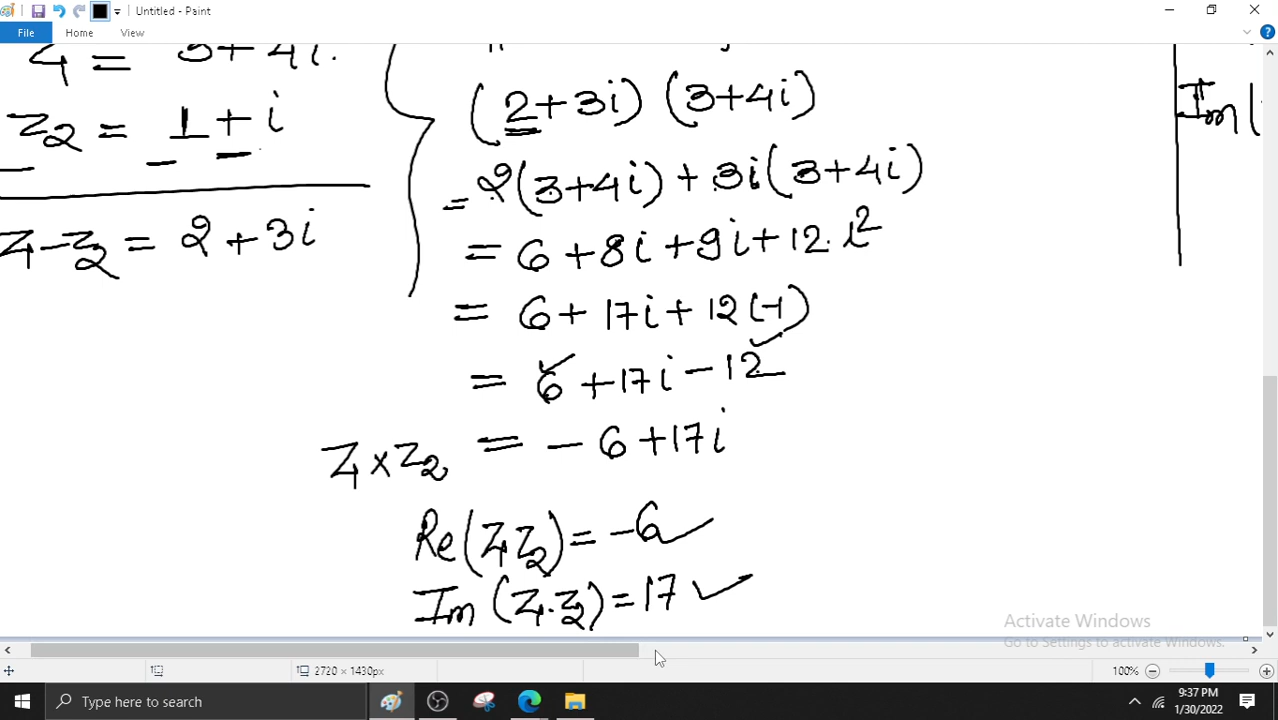 Untitled - Paint
File Home View
Z1 = 3+4i.
Z2 = 1 + i
Z1-Z2 = 2+3i
(2+3i) (3+4i)
= 2(3+4i) + 3i(3+4i)
= 6+8i+9i+12.i²
= 6+17i+12(-1)
= 6+17i-12
Z1×Z2 = -6+17i
Re(Z1Z2) = -6
Im(Z1.Z2) = 17
Im(
Activate Windows
Go to Settings to activate Windows.
2720 × 1430px
100%
Type here to search
9:37 PM
1/30/2022